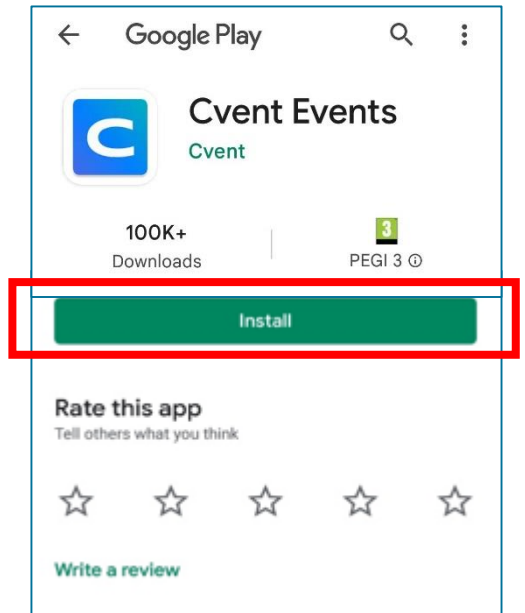 Google Play
C
Cvent Events
Cvent
100K+
Downloads
3
PEGI 3
Install
Rate this app
Tell others what you think
Write a review